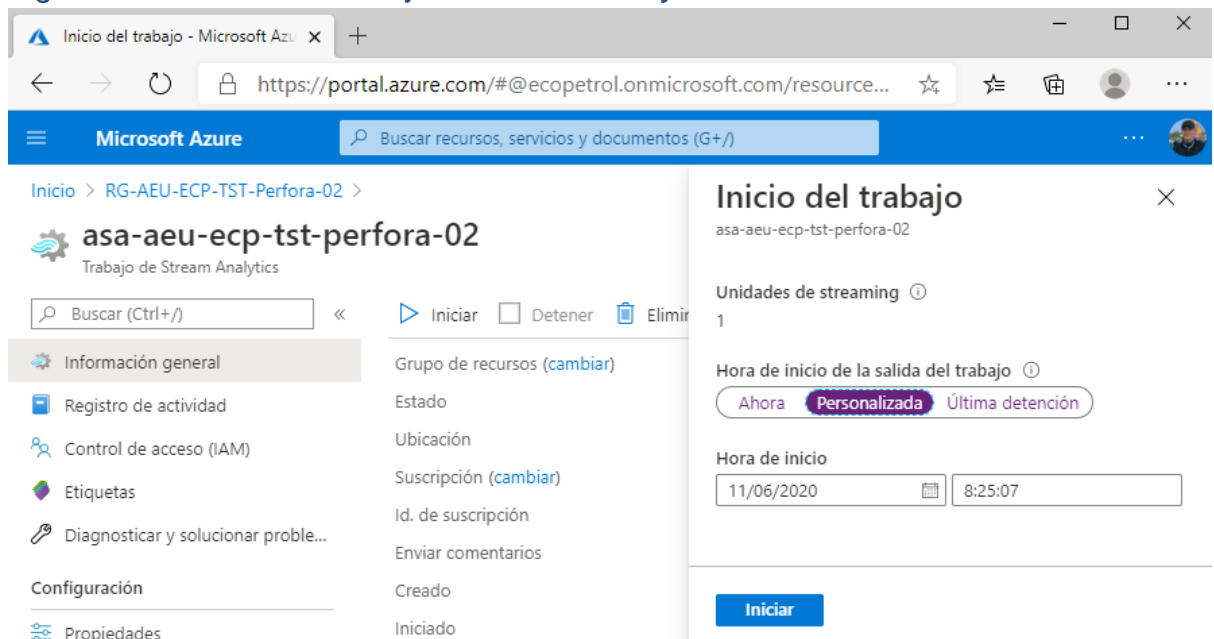 Inicio del trabajo - Microsoft Azu
https://portal.azure.com/#@ecopetrol.onmicrosoft.com/resource...
Microsoft Azure
Buscar recursos, servicios y documentos (G+/)
Inicio > RG-AEU-ECP-TST-Perfora-02 >
asa-aeu-ecp-tst-perfora-02
Trabajo de Stream Analytics
Buscar (Ctrl+/)
«
Iniciar Detener Elimin
Información general
Registro de actividad
Control de acceso (IAM)
Etiquetas
Diagnosticar y solucionar proble...
Configuración
Propiedades
Grupo de recursos (cambiar)
Estado
Ubicación
Suscripción (cambiar)
Id. de suscripción
Enviar comentarios
Creado
Iniciado
Inicio del trabajo
asa-aeu-ecp-tst-perfora-02
Unidades de streaming
1
Hora de inicio de la salida del trabajo
Ahora Personalizada Última detención
Hora de inicio
11/06/2020 8:25:07
Iniciar